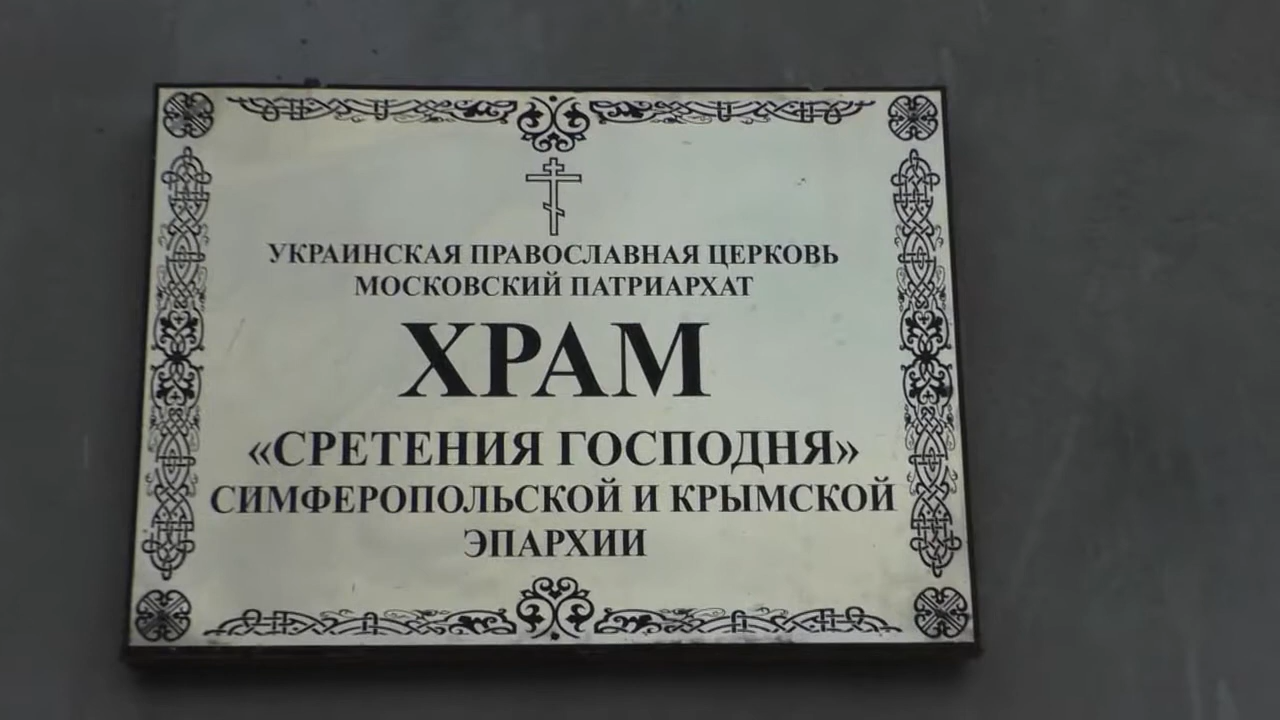 УКРАИНСКАЯ ПРАВОСЛАВНАЯ ЦЕРКОВЬ
МОСКОВСКИЙ ПАТРИАРХАТ
ХРАМ
«СРЕТЕНИЯ ГОСПОДНЯ»
СИМФЕРОПОЛЬСКОЙ И КРЫМСКОЙ
ЭПАРХИИ